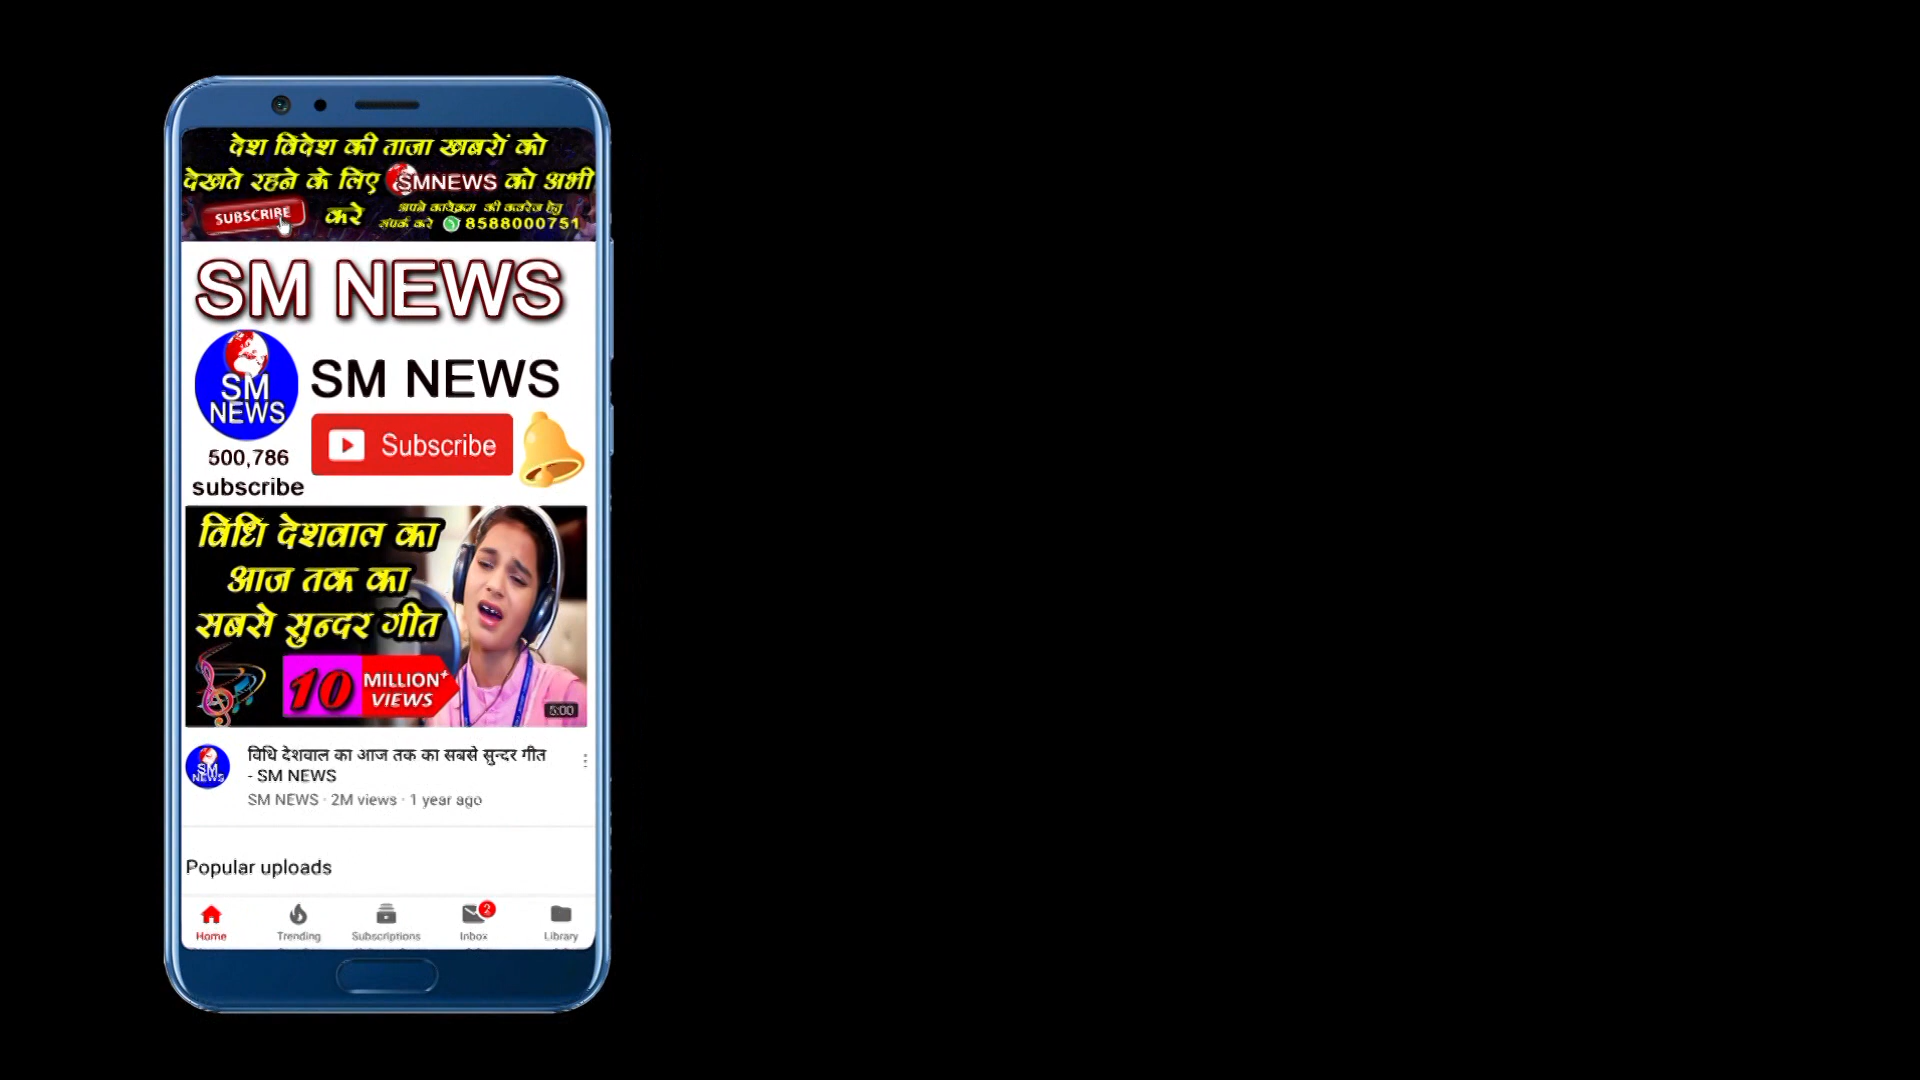 देश विदेश की ताजा खबरों को
देखते रहने के लिए SMNEWS को अभी
SUBSCRIBE करे
अपने कार्यक्रम की कवरेज हेतु
संपर्क करे 8588000751
SM NEWS
SM NEWS
SM NEWS
Subscribe
500,786
subscribe
विधि देशवाल का
आज तक का
सबसे सुन्दर गीत
10 MILLION+
VIEWS
5:00
SM NEWS
विधि देशवाल का आज तक का सबसे सुन्दर गीत
- SM NEWS
SM NEWS · 2M views · 1 year ago
Popular uploads
2
Home Trending Subscriptions Inbox Library